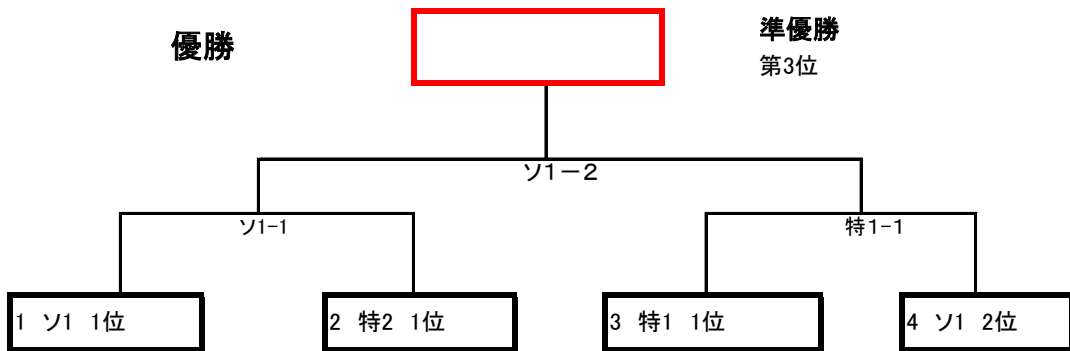 優勝
準優勝
第3位
ソ1－2
ソ1-1
特1-1
1 ソ1 1位
2 特2 1位
3 特1 1位
4 ソ1 2位